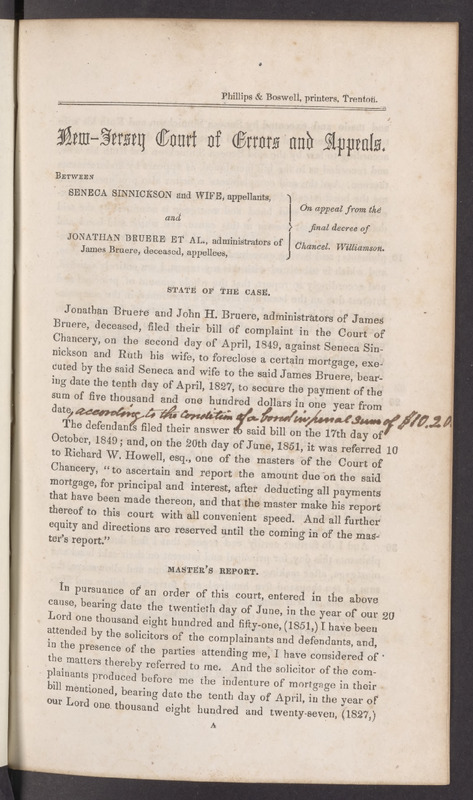 Phillips & Boswell, printers, Trenton.
New-Jersey Court of Errors and Appeals.
BETWEEN
SENECA SINNICKSON and WIFE, appellants,
and
JONATHAN BRUERE ET AL., administrators of
James Bruere, deceased, appellees,
On appeal from the
final decree of
Chancel. Williamson.
STATE OF THE CASE.
Jonathan Bruere and John H. Bruere, administrators of James
Bruere, deceased, filed their bill of complaint in the Court of
Chancery, on the second day of April, 1849, against Seneca Sin-
nickson and Ruth his wife, to foreclose a certain mortgage, exe-
cuted by the said Seneca and wife to the said James Bruere, bear-
ing date the tenth day of April, 1827, to secure the payment of the
sum of five thousand and one hundred dollars in one year from
date, according to the condition of a bond in penal sum of $10.20
The defendants filed their answer to said bill on the 17th day of
October, 1849; and, on the 20th day of June, 1851, it was referred 10
to Richard W. Howell, esq., one of the masters of the Court of
Chancery, "to ascertain and report the amount due on the said
mortgage, for principal and interest, after deducting all payments
that have been made thereon, and that the master make his report
thereof to this court with all convenient speed. And all further
equity and directions are reserved until the coming in of the mas-
ter's report."
MASTER'S REPORT.
In pursuance of an order of this court, entered in the above
cause, bearing date the twentieth day of June, in the year of our 20
Lord one thousand eight hundred and fifty-one, (1851,) I have been
attended by the solicitors of the complainants and defendants, and,
in the presence of the parties attending me, I have considered of
the matters thereby referred to me. And the solicitor of the com-
plainants produced before me the indenture of mortgage in their
bill mentioned, bearing date the tenth day of April, in the year of
our Lord one thousand eight hundred and twenty-seven, (1827,)
A